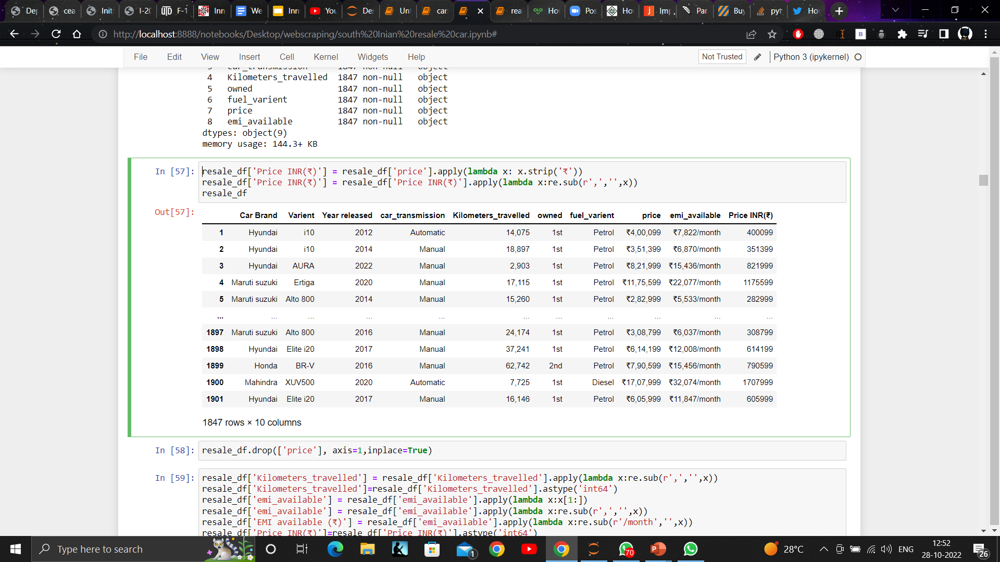 Dep
cea
Init
I-20
F-1
Inn
We
Inn
You
De
Un
car
rea
Ho
Pos
Ho
Imp
Par
Buy
pyt
Ho
http://localhost:8888/notebooks/Desktop/webscraping/south%20Inian%20resale%20car.ipynb#
File Edit View Insert Cell Kernel Widgets Help Not Trusted Python 3 (ipykernel)
3 car_transmission 1847 non-null object
4 Kilometers_travelled 1847 non-null object
5 owned 1847 non-null object
6 fuel_varient 1847 non-null object
7 price 1847 non-null object
8 emi_available 1847 non-null object
dtypes: object(9)
memory usage: 144.3+ KB
In [57]: resale_df['Price INR(₹)'] = resale_df['price'].apply(lambda x: x.strip('₹'))
resale_df['Price INR(₹)'] = resale_df['Price INR(₹)'].apply(lambda x:re.sub(r',','',x))
resale_df
Out[57]:
Car Brand Varient Year released car_transmission Kilometers_travelled owned fuel_varient price emi_available Price INR(₹)
1 Hyundai i10 2012 Automatic 14,075 1st Petrol ₹4,00,099 ₹7,822/month 400099
2 Hyundai i10 2014 Manual 18,897 1st Petrol ₹3,51,399 ₹6,870/month 351399
3 Hyundai AURA 2022 Manual 2,903 1st Petrol ₹8,21,999 ₹15,436/month 821999
4 Maruti suzuki Ertiga 2020 Manual 17,115 1st Petrol ₹11,75,599 ₹22,077/month 1175599
5 Maruti suzuki Alto 800 2014 Manual 15,260 1st Petrol ₹2,82,999 ₹5,533/month 282999
... ... ... ... ... ... ... ... ... ... ...
1897 Maruti suzuki Alto 800 2016 Manual 24,174 1st Petrol ₹3,08,799 ₹6,037/month 308799
1898 Hyundai Elite i20 2017 Manual 37,241 1st Petrol ₹6,14,199 ₹12,008/month 614199
1899 Honda BR-V 2016 Manual 62,742 2nd Petrol ₹7,90,599 ₹15,456/month 790599
1900 Mahindra XUV500 2020 Automatic 7,725 1st Diesel ₹17,07,999 ₹32,074/month 1707999
1901 Hyundai Elite i20 2017 Manual 16,146 1st Petrol ₹6,05,999 ₹11,847/month 605999
1847 rows × 10 columns
In [58]: resale_df.drop(['price'], axis=1,inplace=True)
In [59]: resale_df['Kilometers_travelled'] = resale_df['Kilometers_travelled'].apply(lambda x:re.sub(r',','',x))
resale_df['Kilometers_travelled']=resale_df['Kilometers_travelled'].astype('int64')
resale_df['emi_available'] = resale_df['emi_available'].apply(lambda x:x[1:])
resale_df['emi_available'] = resale_df['emi_available'].apply(lambda x:re.sub(r',','',x))
resale_df['EMI available (₹)'] = resale_df['emi_available'].apply(lambda x:re.sub(r'/month','',x))
resale_df['Price INR(₹)']=resale_df['Price INR(₹)'].astype('int64')
Type here to search
1
70
28°C
ENG
12:52
28-10-2022
26